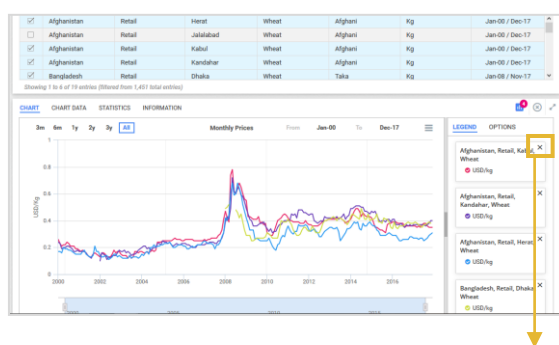 Afghanistan Retail Herat Wheat Afghani Kg Jan-00 / Dec-17
Afghanistan Retail Jalalabad Wheat Afghani Kg Jan-00 / Dec-17
Afghanistan Retail Kabul Wheat Afghani Kg Jan-00 / Dec-17
Afghanistan Retail Kandahar Wheat Afghani Kg Jan-00 / Dec-17
Bangladesh Retail Dhaka Wheat Taka Kg Jan-08 / Nov-17
Showing 1 to 6 of 19 entries (filtered from 1,451 total entries)
CHART CHART DATA STATISTICS INFORMATION 4
3m 6m 1y 2y 3y All Monthly Prices From Jan-00 To Dec-17
LEGEND OPTIONS
Afghanistan, Retail, Kabul,
Wheat
USD/kg
Afghanistan, Retail,
Kandahar, Wheat
USD/kg
Afghanistan, Retail, Herat
Wheat
USD/kg
Bangladesh, Retail, Dhaka
Wheat
USD/kg
USD/Kg
1
0.8
0.6
0.4
0.2
0
2000 2002 2004 2006 2008 2010 2012 2014 2016